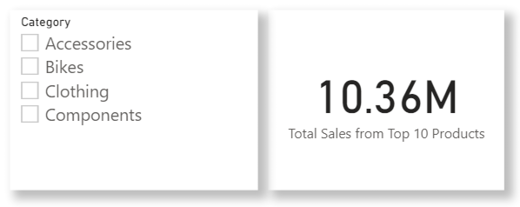 Category
Accessories
Bikes
Clothing
Components
10.36M
Total Sales from Top 10 Products